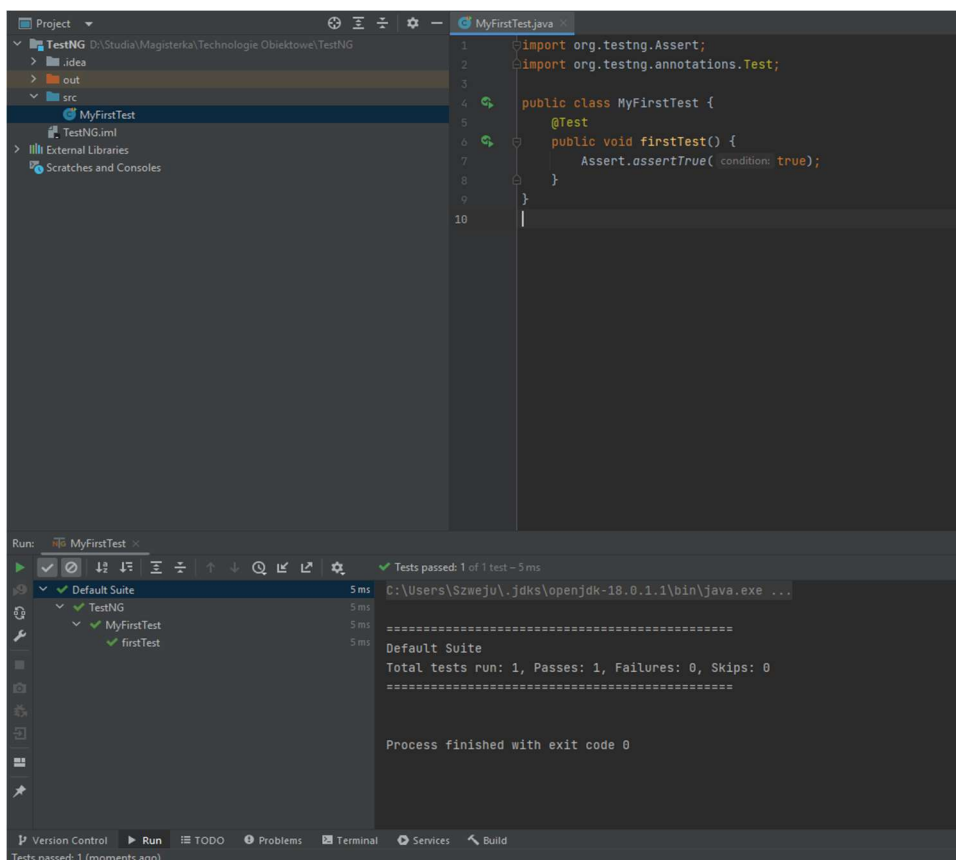 Project
TestNG D:\Studia\Magisterka\Technologie Obiektowe\TestNG
.idea
out
src
MyFirstTest
TestNG.iml
External Libraries
Scratches and Consoles
MyFirstTest.java
1 import org.testng.Assert;
2 import org.testng.annotations.Test;
3
4 public class MyFirstTest {
5 @Test
6 public void firstTest() {
7 Assert.assertTrue( condition: true);
8 }
9 }
10
Run: NG MyFirstTest
Tests passed: 1 of 1 test – 5 ms
Default Suite 5 ms
TestNG 5 ms
MyFirstTest 5 ms
firstTest 5 ms
C:\Users\Szweju\.jdks\openjdk-18.0.1.1\bin\java.exe ...
===============================================
Default Suite
Total tests run: 1, Passes: 1, Failures: 0, Skips: 0
===============================================
Process finished with exit code 0
Version Control Run TODO Problems Terminal Services Build
Tests passed: 1 (moments ago)